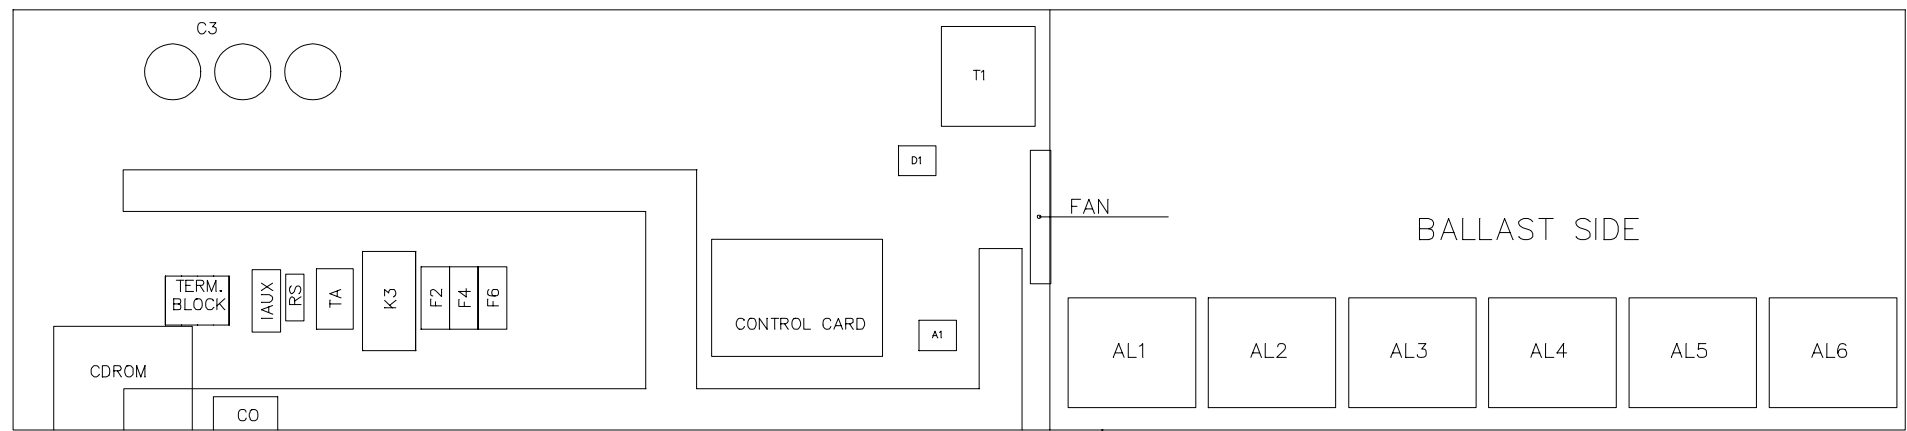 C3
T1
D1
FAN
BALLAST SIDE
TERM.
BLOCK
IAUX
RS
TA
K3
F2
F4
F6
CONTROL CARD
A1
CDROM
CO
AL1
AL2
AL3
AL4
AL5
AL6